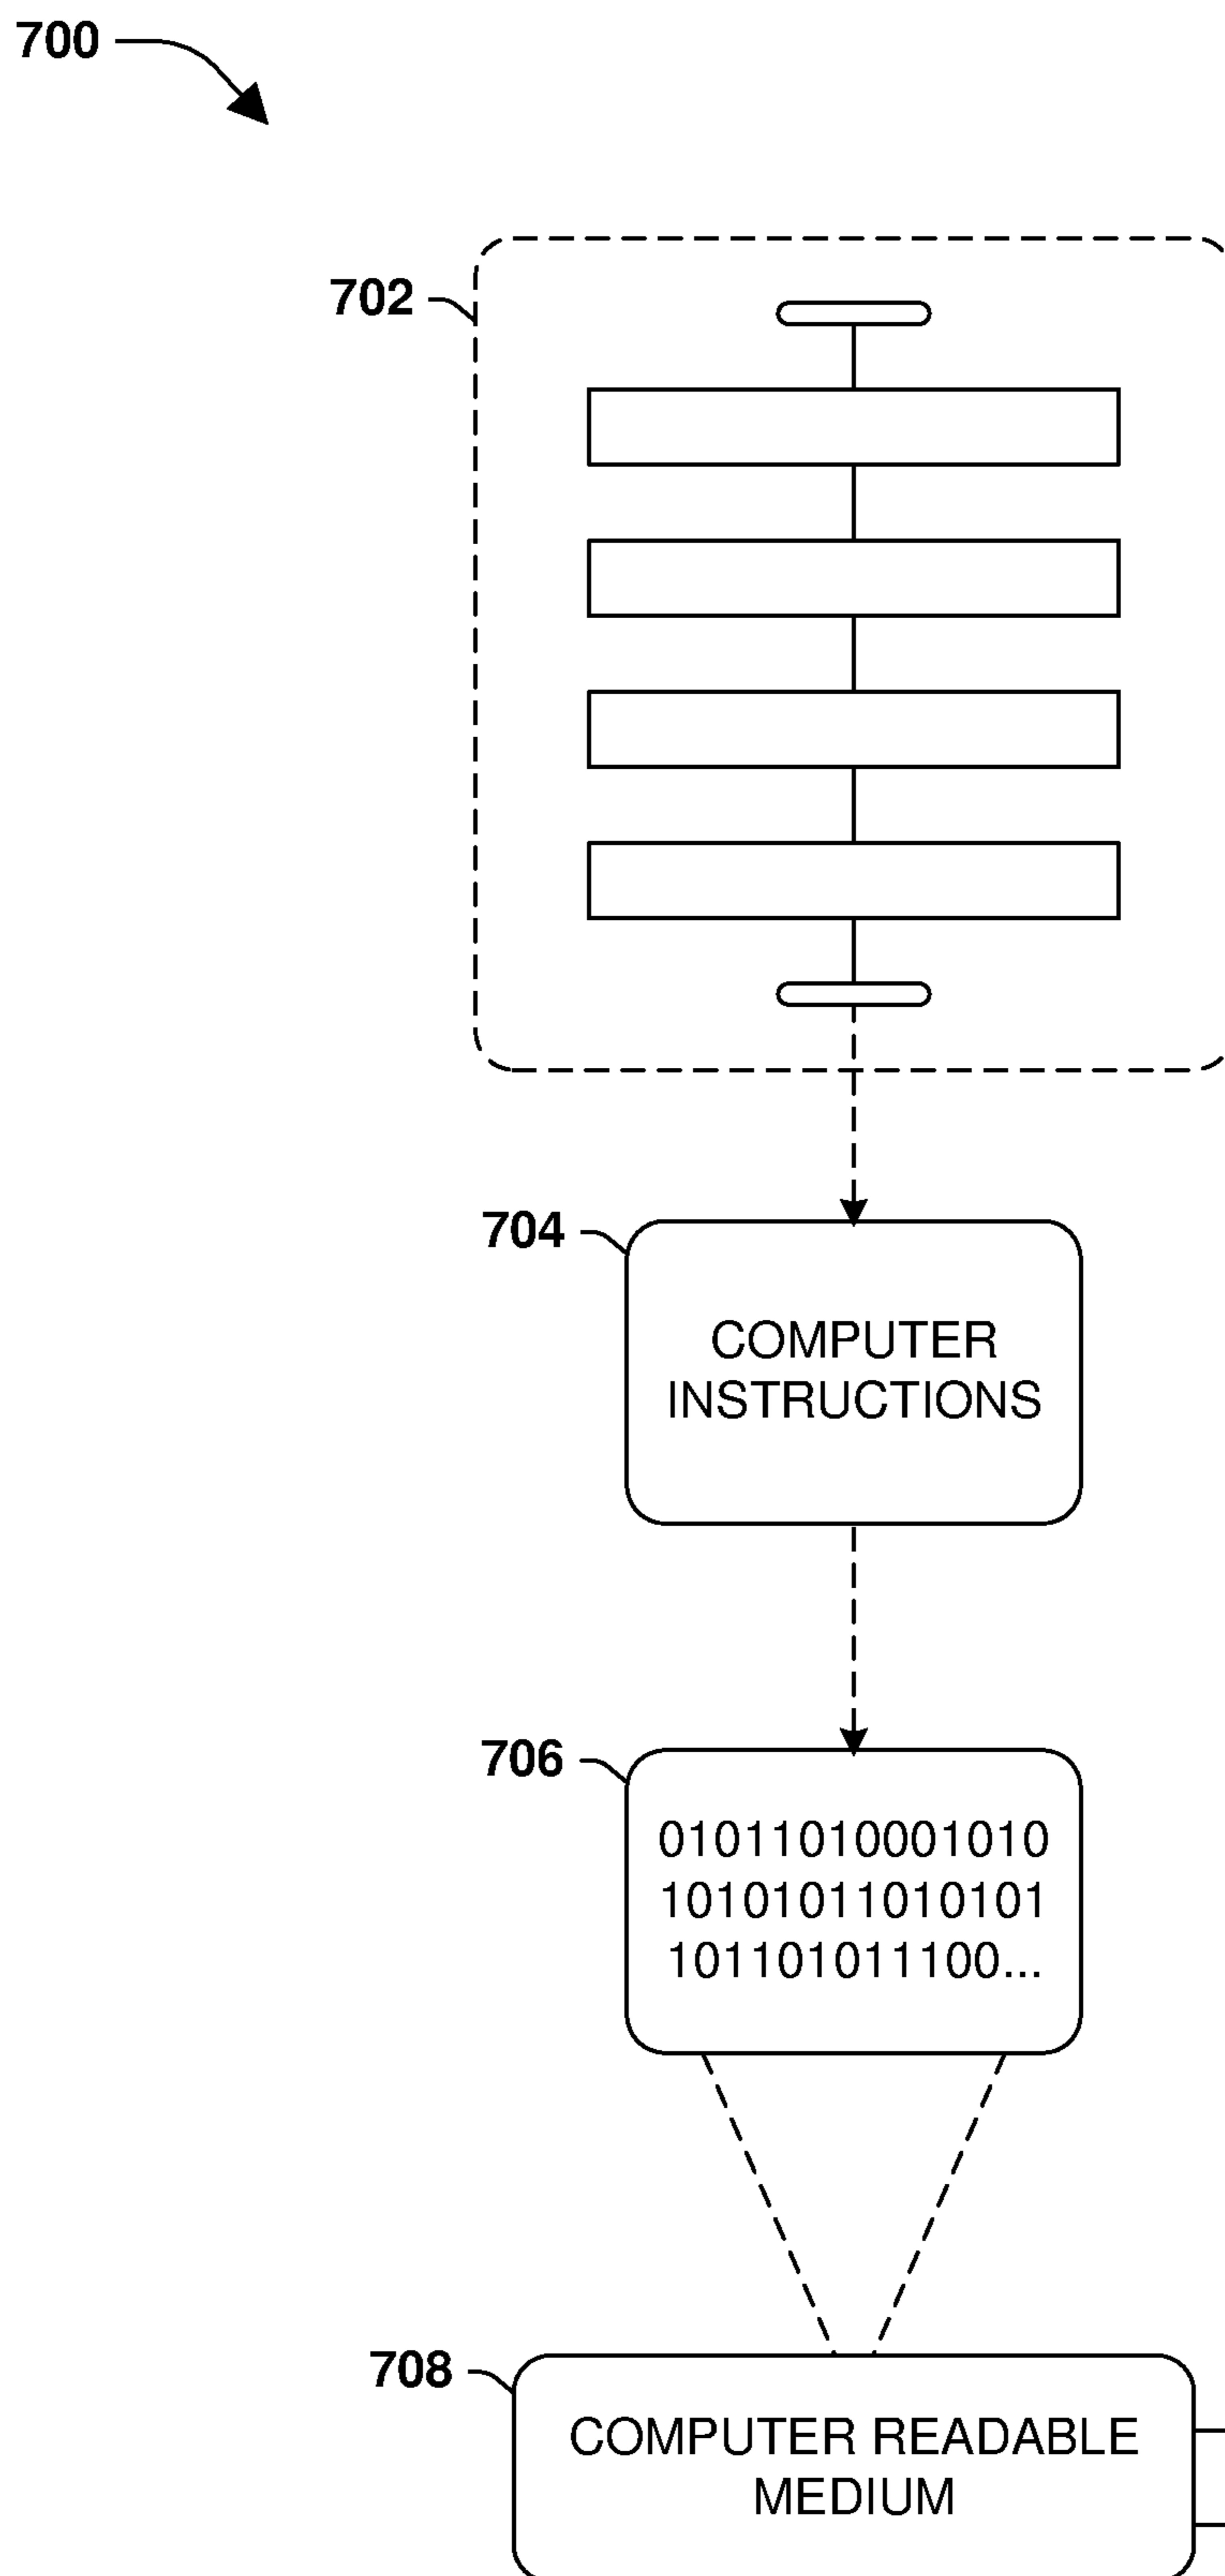 700
702
704
COMPUTER
INSTRUCTIONS
706
01011010001010
10101011010101
101101011100...
708
COMPUTER READABLE
MEDIUM